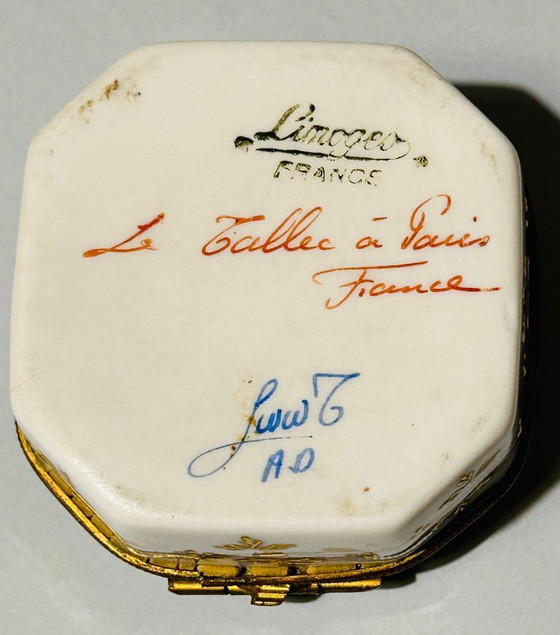 Limoges
FRANCE
Le Tallec à Paris
France
AD